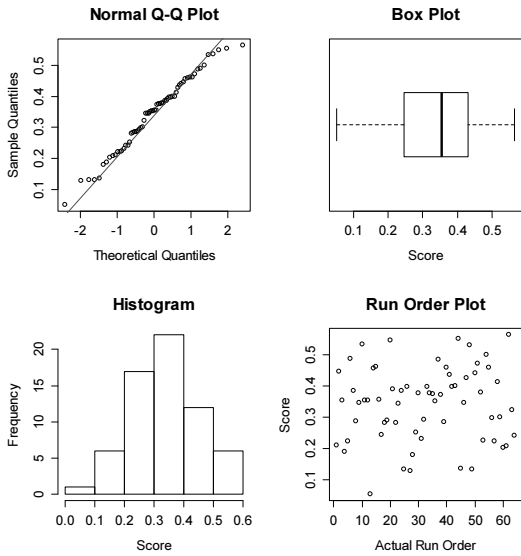 Normal Q-Q Plot
Sample Quantiles
0.1 0.2 0.3 0.4 0.5
-2 -1 0 1 2
Theoretical Quantiles
Box Plot
0.1 0.2 0.3 0.4 0.5
Score
Histogram
Frequency
0 5 10 15 20
0.0 0.1 0.2 0.3 0.4 0.5 0.6
Score
Run Order Plot
Score
0.1 0.2 0.3 0.4 0.5
0 10 20 30 40 50 60
Actual Run Order